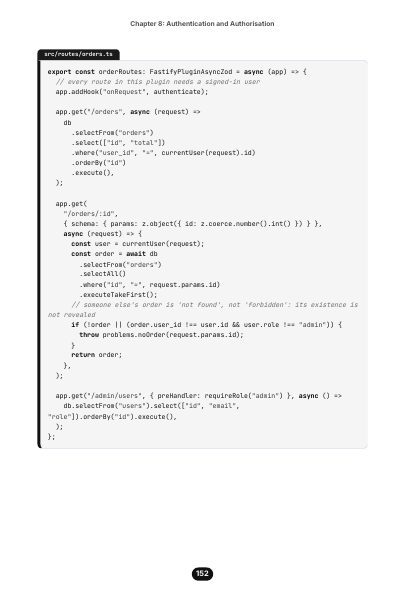 Chapter 8: Authentication and Authorisation
src/routes/orders.ts
export const orderRoutes: FastifyPluginAsyncZod = async (app) => {
  // every route in this plugin needs a signed-in user
  app.addHook("onRequest", authenticate);

  app.get("/orders", async (request) =>
    db
      .selectFrom("orders")
      .select(["id", "total"])
      .where("user_id", "=", currentUser(request).id)
      .orderBy("id")
      .execute(),
  );

  app.get(
    "/orders/:id",
    { schema: { params: z.object({ id: z.coerce.number().int() }) } },
    async (request) => {
      const user = currentUser(request);
      const order = await db
        .selectFrom("orders")
        .selectAll()
        .where("id", "=", request.params.id)
        .executeTakeFirst();
      // someone else's order is 'not found', not 'forbidden': its existence is
not revealed
      if (!order || (order.user_id !== user.id && user.role !== "admin")) {
        throw problems.noOrder(request.params.id);
      }
      return order;
    },
  );

  app.get("/admin/users", { preHandler: requireRole("admin") }, async () =>
    db.selectFrom("users").select(["id", "email",
"role"]).orderBy("id").execute(),
  );
};
152